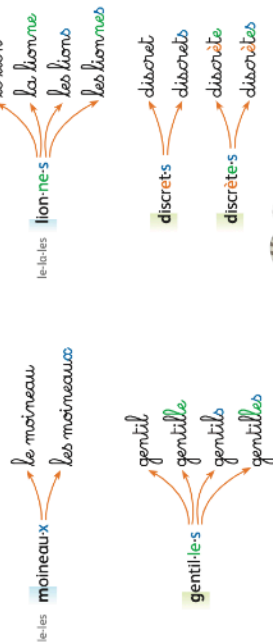 le-les moineau·x
le moineau
les moineaux
le-la-les lion·ne·s
la lionne
les lions
les lionnes
gentil·le·s
gentil
gentille
gentils
gentilles
discret·s
discret
discrets
discrète·s
discrète
discrètes